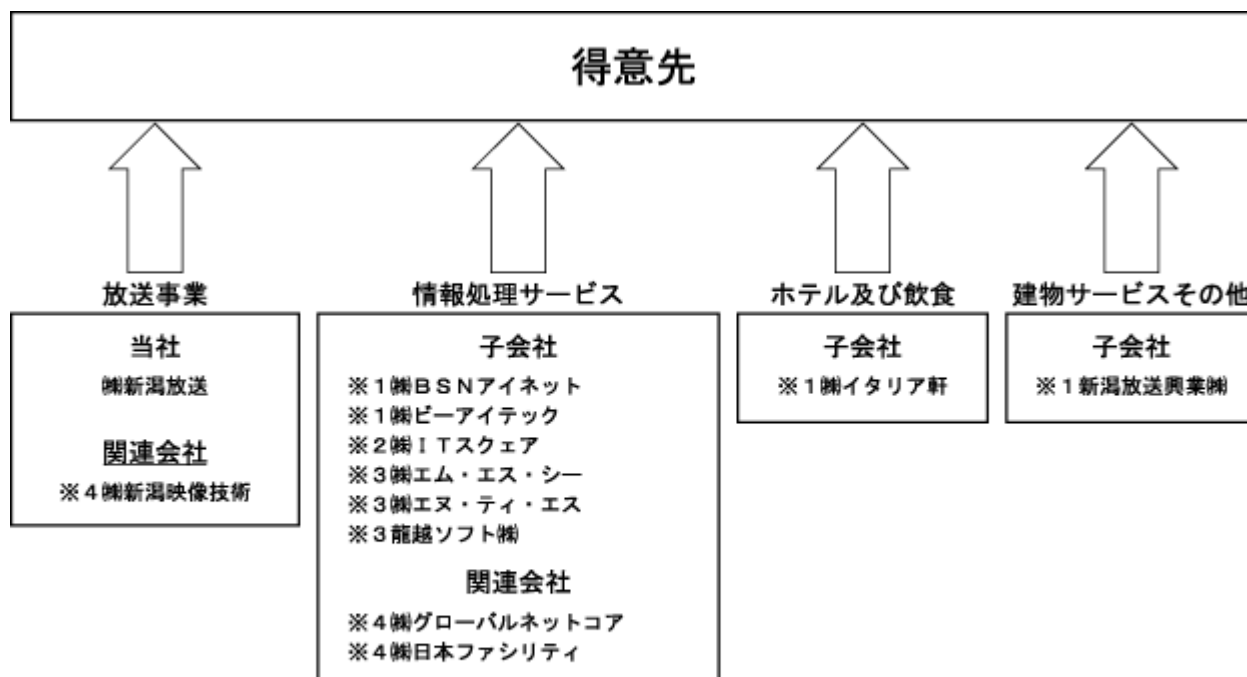 得意先
放送事業
当社
㈱新潟放送
関連会社
※４㈱新潟映像技術
情報処理サービス
子会社
※１㈱ＢＳＮアイネット
※１㈱ビーアイテック
※２㈱ＩＴスクェア
※３㈱エム・エス・シー
※３㈱エヌ・ティ・エス
※３龍越ソフト㈱
関連会社
※４㈱グローバルネットコア
※４㈱日本ファシリティ
ホテル及び飲食
子会社
※１㈱イタリア軒
建物サービスその他
子会社
※１新潟放送興業㈱